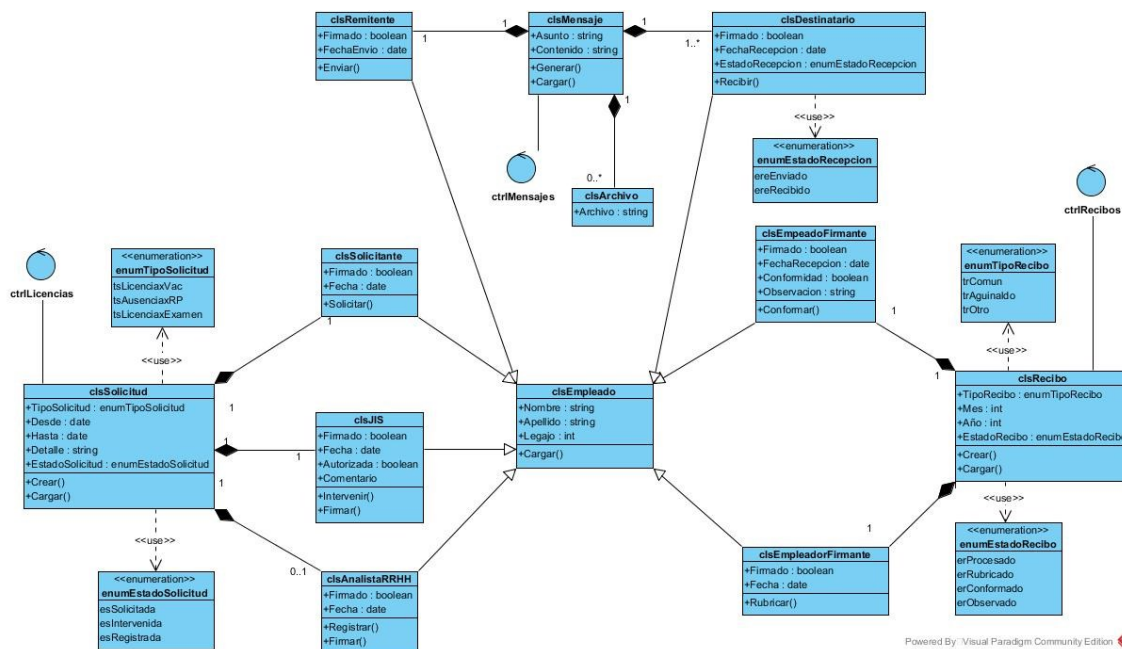 clsRemitente
+Firmado : boolean
+FechaEnvio : date
+Enviar()
1
1
clsMensaje
+Asunto : string
+Contenido : string
+Generar()
+Cargar()
1
1..*
1
0..*
clsDestinatario
+Firmado : boolean
+FechaRecepcion : date
+EstadoRecepcion : enumEstadoRecepcion
+Recibir()
<<use>>
<<enumeration>>
enumEstadoRecepcion
ereEnviado
ereRecibido
ctrlMensajes
clsArchivo
+Archivo : string
ctrlRecibos
ctrlLicencias
<<enumeration>>
enumTipoSolicitud
tsLicenciaxVac
tsAusenciaxRP
tsLicenciaxExamen
<<use>>
clsSolicitante
+Firmado : boolean
+Fecha : date
+Solicitar()
1
clsEmpeadoFirmante
+Firmado : boolean
+FechaRecepcion : date
+Conformidad : boolean
+Observacion : string
+Conformar()
1
1
<<enumeration>>
enumTipoRecibo
trComun
trAguinaldo
trOtro
<<use>>
clsSolicitud
+TipoSolicitud : enumTipoSolicitud
+Desde : date
+Hasta : date
+Detalle : string
+EstadoSolicitud : enumEstadoSolicitud
+Crear()
+Cargar()
1
1
1
1
clsJIS
+Firmado : boolean
+Fecha : date
+Autorizada : boolean
+Comentario
+Intervenir()
+Firmar()
clsEmpleado
+Nombre : string
+Apellido : string
+Legajo : int
+Cargar()
clsRecibo
+TipoRecibo : enumTipoRecibo
+Mes : int
+Año : int
+EstadoRecibo : enumEstadoRecibo
+Crear()
+Cargar()
1
<<use>>
<<enumeration>>
enumEstadoSolicitud
esSolicitada
esIntervenida
esRegistrada
0..1
clsAnalistaRRHH
+Firmado : boolean
+Fecha : date
+Registrar()
+Firmar()
clsEmpleadorFirmante
+Firmado : boolean
+Fecha : date
+Rubricar()
<<use>>
<<enumeration>>
enumEstadoRecibo
erProcesado
erRubricado
erConformado
erObservado
Powered By Visual Paradigm Community Edition